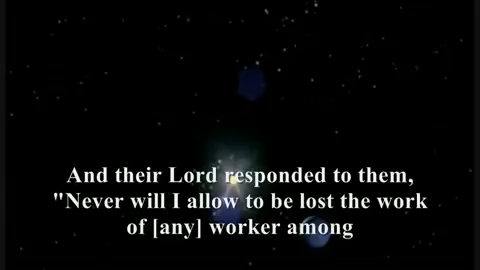 And their Lord responded to them,
"Never will I allow to be lost the work
of [any] worker among